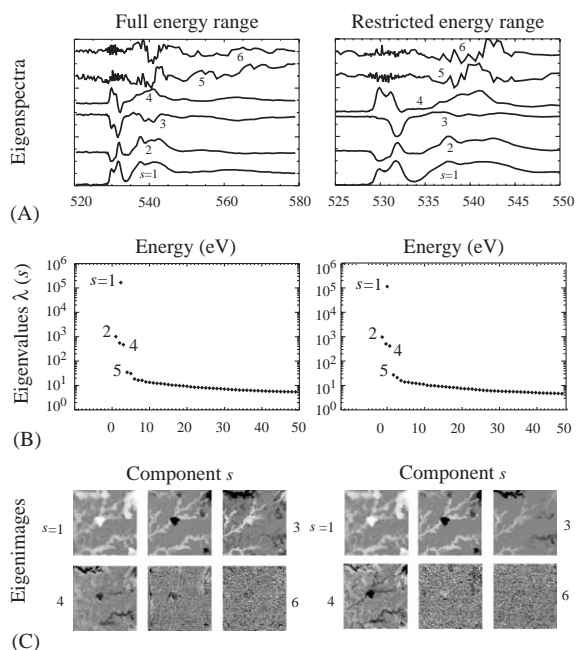 Full energy range
Restricted energy range
Eigenspectra
6
5
4
3
2
s=1
520 540 560 580
6
5
4
3
2
s=1
525 530 535 540 545 550
(A)
Energy (eV)
Energy (eV)
Eigenvalues λ (s)
10^6
10^5
10^4
10^3
10^2
10^1
10^0
s=1
2
4
5
0 10 20 30 40 50
10^6
10^5
10^4
10^3
10^2
10^1
10^0
s=1
2
4
5
0 10 20 30 40 50
(B)
Component s
Component s
Eigenimages
s=1
3
4
6
s=1
3
4
6
(C)